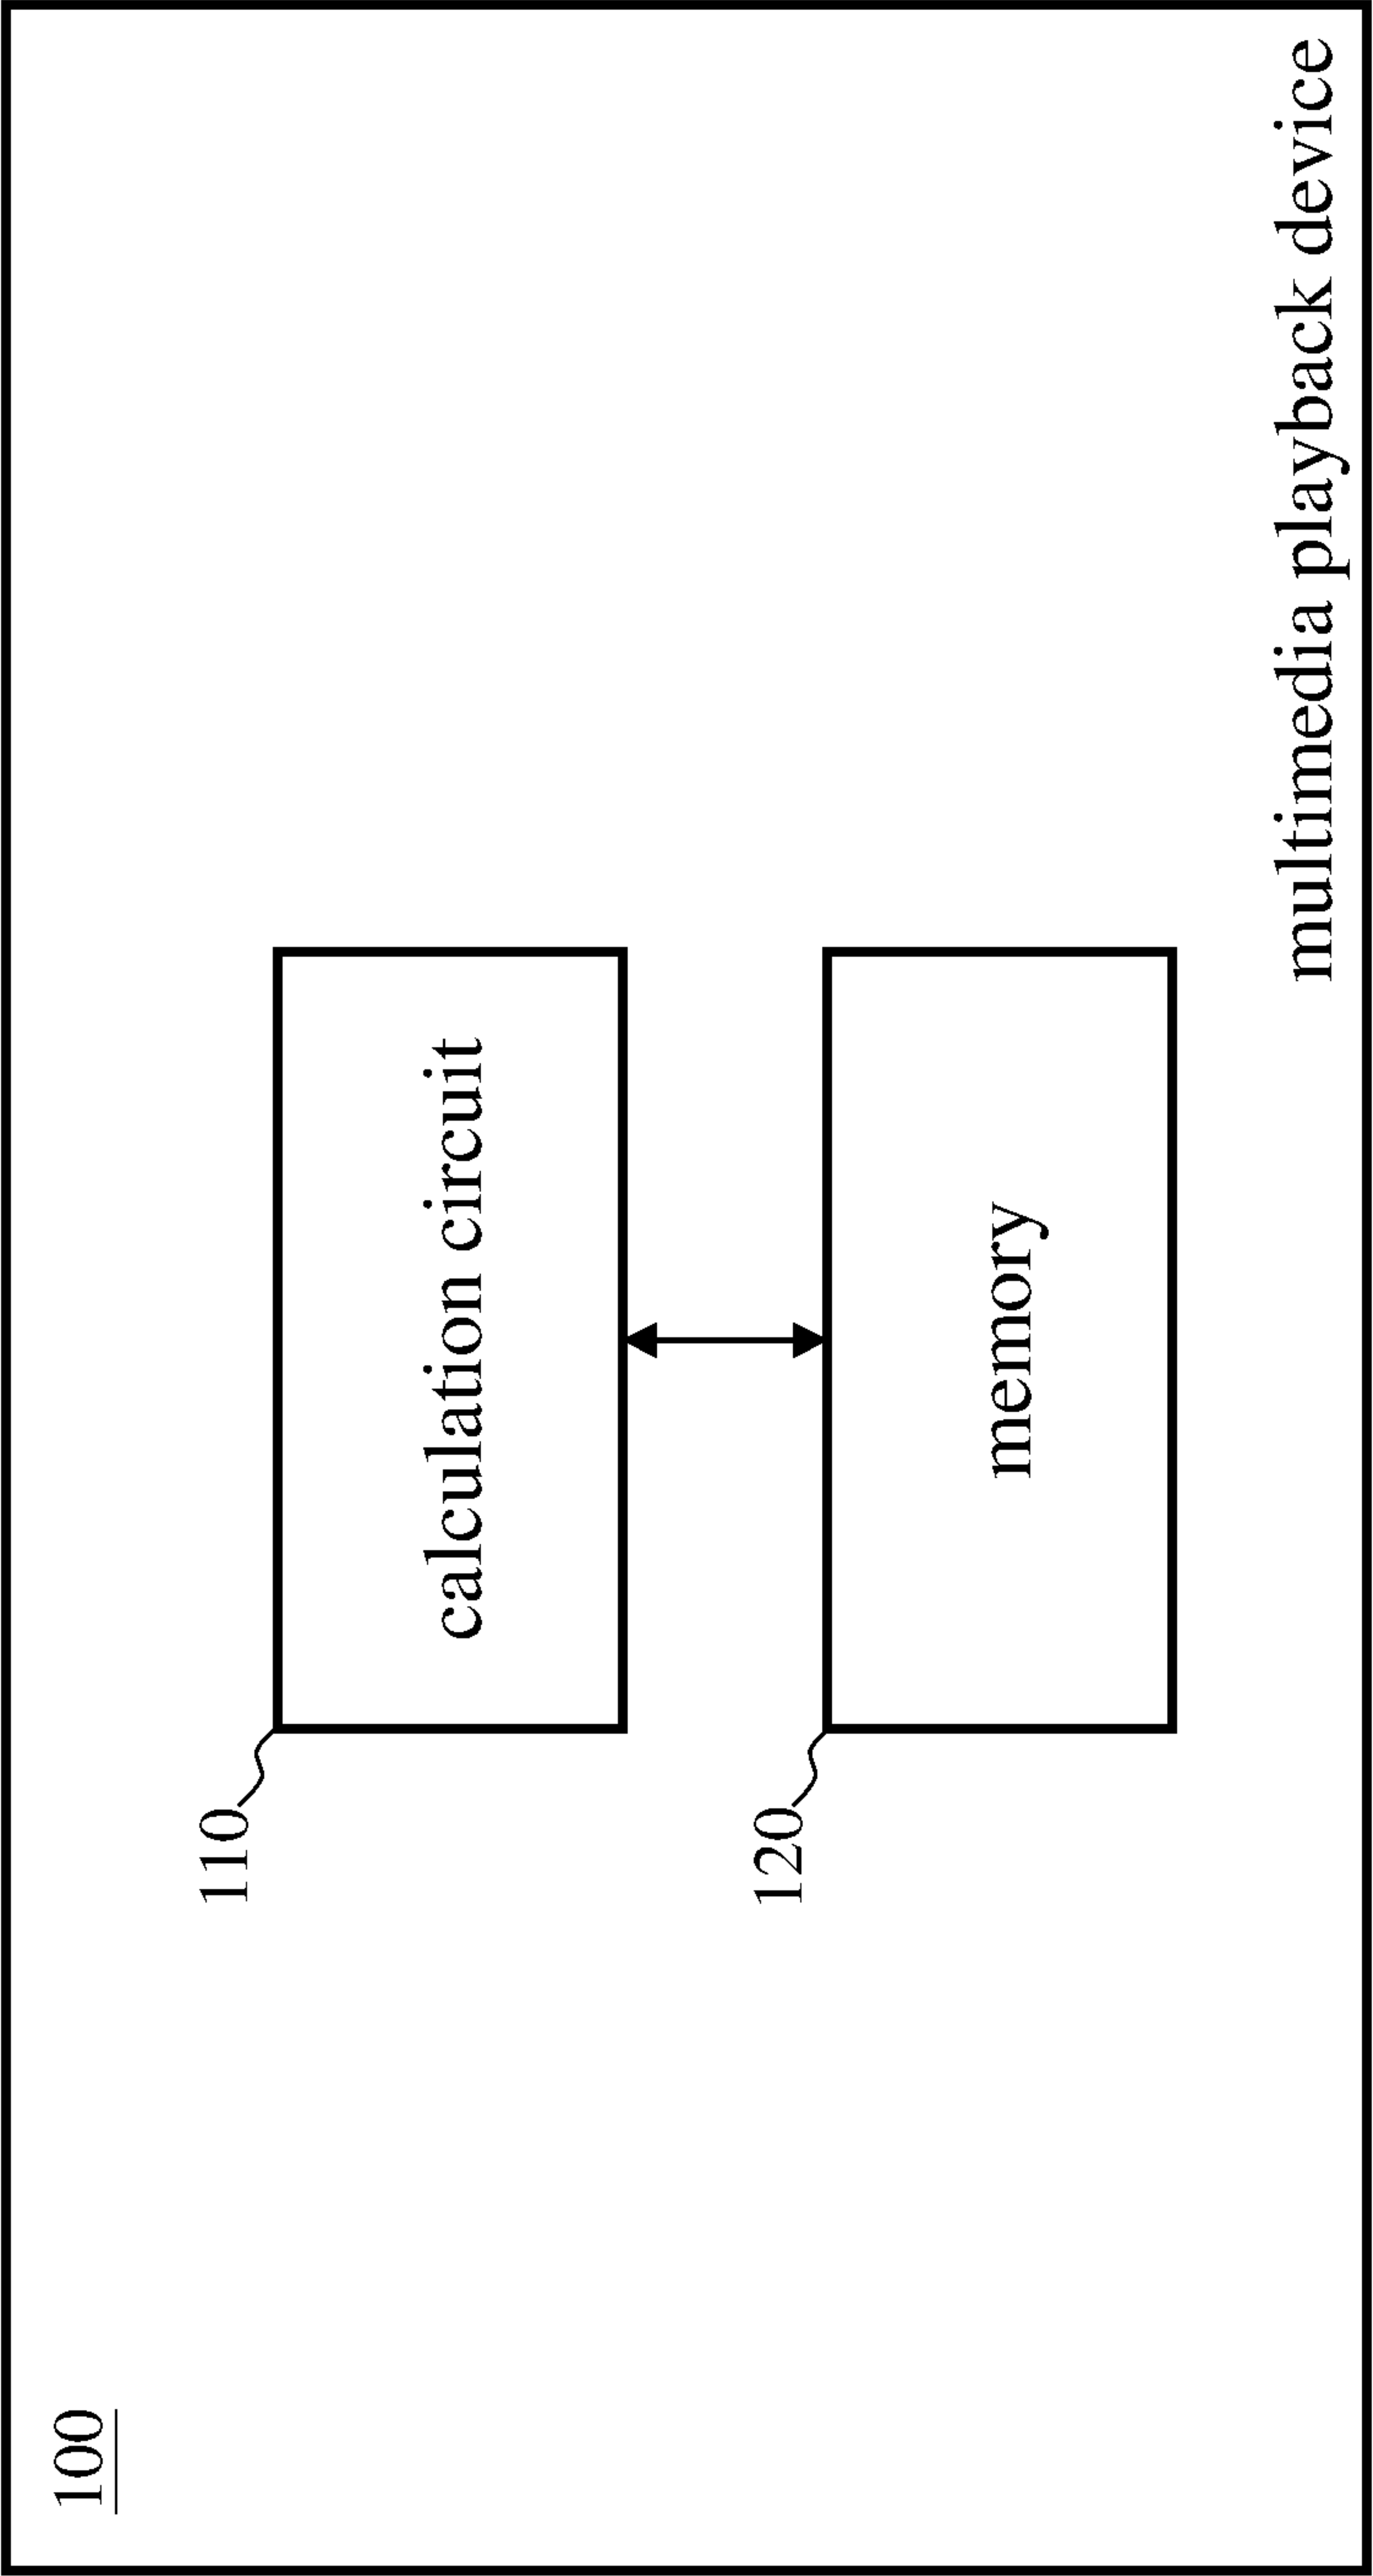 100
110
calculation circuit
120
memory
multimedia playback device